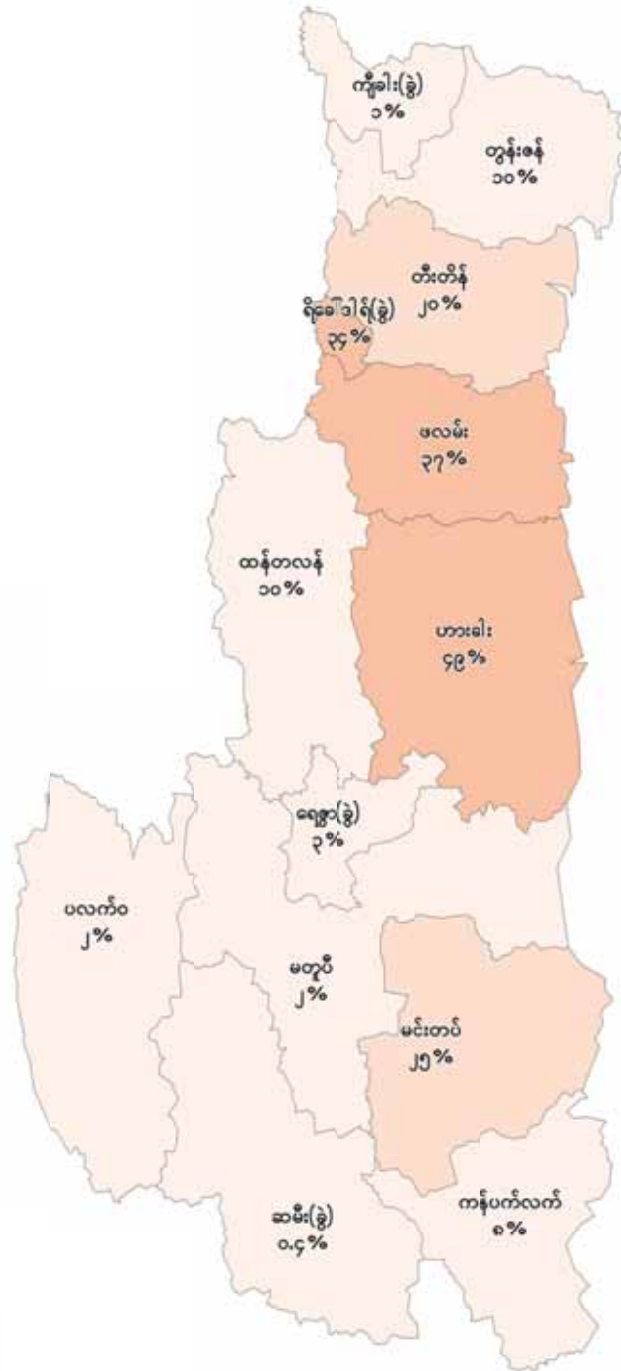 ကျီခါး(ခွဲ)
၁%
တွန်းဇန်
၁၀%
တီးတိန်
၂၀%
ရိခေါ်ဒါရ်(ခွဲ)
၃၄%
ဖလမ်း
၃၇%
ထန်တလန်
၁၀%
ဟားခါး
၄၉%
ရေဇွာ(ခွဲ)
၃%
ပလက်ဝ
၂%
မတူပီ
၂%
မင်းတပ်
၂၅%
ကန်ပက်လက်
၈%
ဆမီး(ခွဲ)
၀.၄%